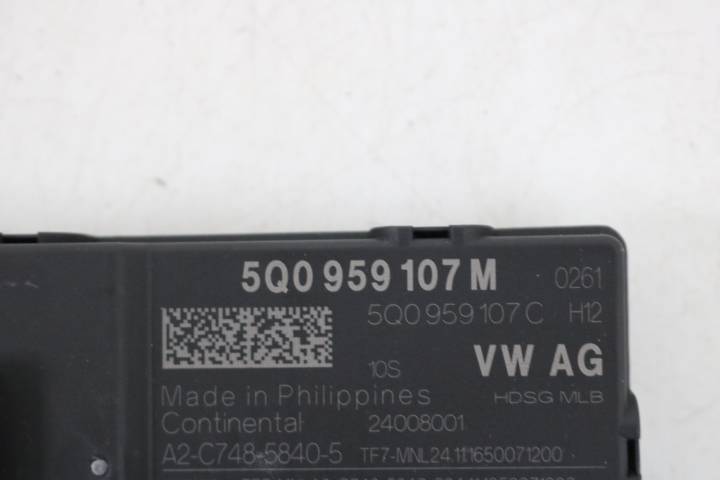 5Q0 959 107 M 0261
5Q0 959 107 C H12
10S VW AG
Made in Philippines HDSG MLB
Continental 24008001
A2-C748-5840-5 TF7-MNL24.111650071200